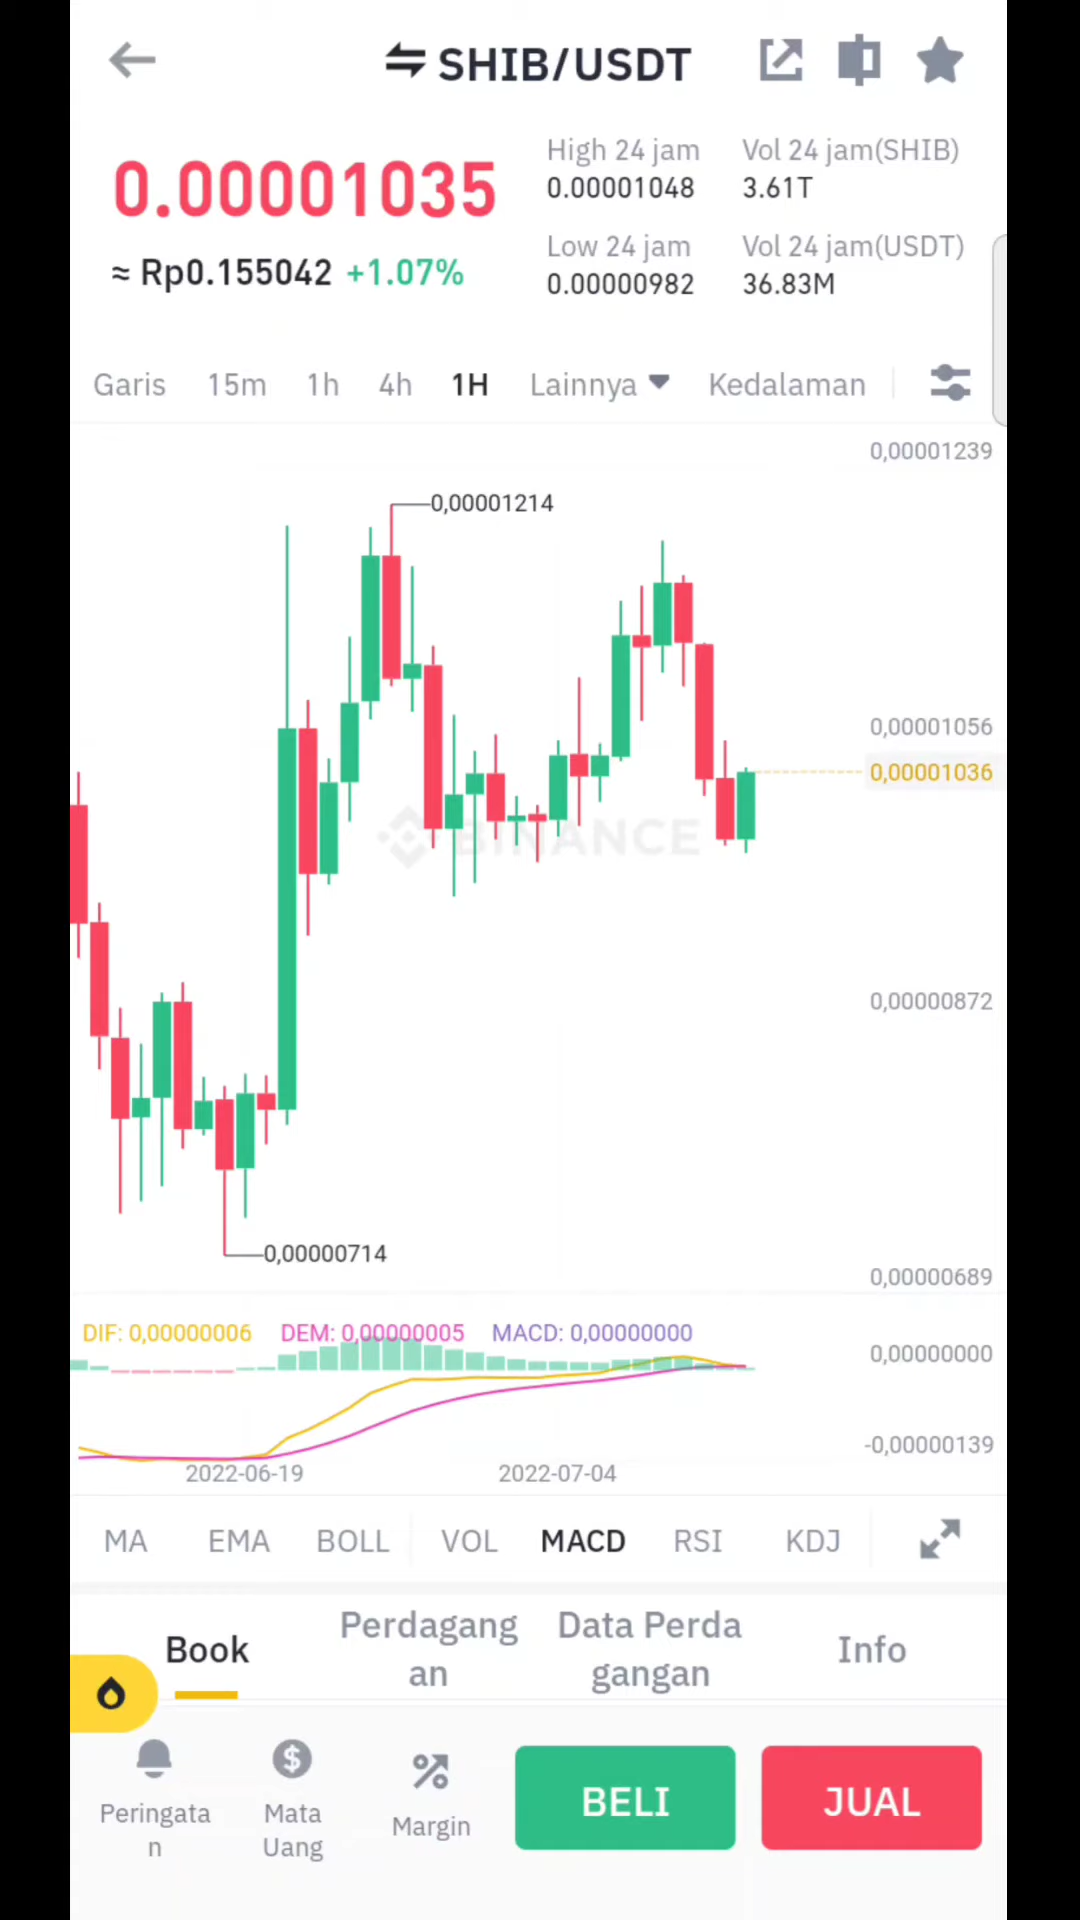 SHIB/USDT
0.00001035
≈ Rp0.155042 +1.07%
High 24 jam
0.00001048
Low 24 jam
0.00000982
Vol 24 jam(SHIB)
3.61T
Vol 24 jam(USDT)
36.83M
Garis 15m 1h 4h 1H Lainnya Kedalaman
0,00001239
0,00001214
0,00001056
0,00001036
BINANCE
0,00000872
0,00000714
0,00000689
DIF: 0,00000006 DEM: 0,00000005 MACD: 0,00000000
0,00000000
-0,00000139
2022-06-19 2022-07-04
MA EMA BOLL VOL MACD RSI KDJ
Book
Perdagang
an
Data Perda
gangan
Info
Peringata
n
Mata
Uang
Margin
BELI
JUAL